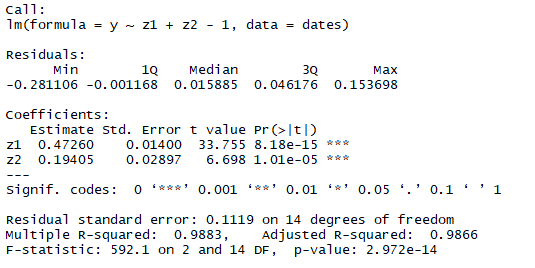 Call:
lm(formula = y ~ z1 + z2 - 1, data = dates)
Residuals:
Min 1Q Median 3Q Max
-0.281106 -0.001168 0.015885 0.046176 0.153698
Coefficients:
Estimate Std. Error t value Pr(>|t|)
z1 0.47260 0.01400 33.755 8.18e-15 ***
z2 0.19405 0.02897 6.698 1.01e-05 ***
---
Signif. codes: 0 ‘***’ 0.001 ‘**’ 0.01 ‘*’ 0.05 ‘.’ 0.1 ‘ ’ 1
Residual standard error: 0.1119 on 14 degrees of freedom
Multiple R-squared: 0.9883, Adjusted R-squared: 0.9866
F-statistic: 592.1 on 2 and 14 DF, p-value: 2.972e-14